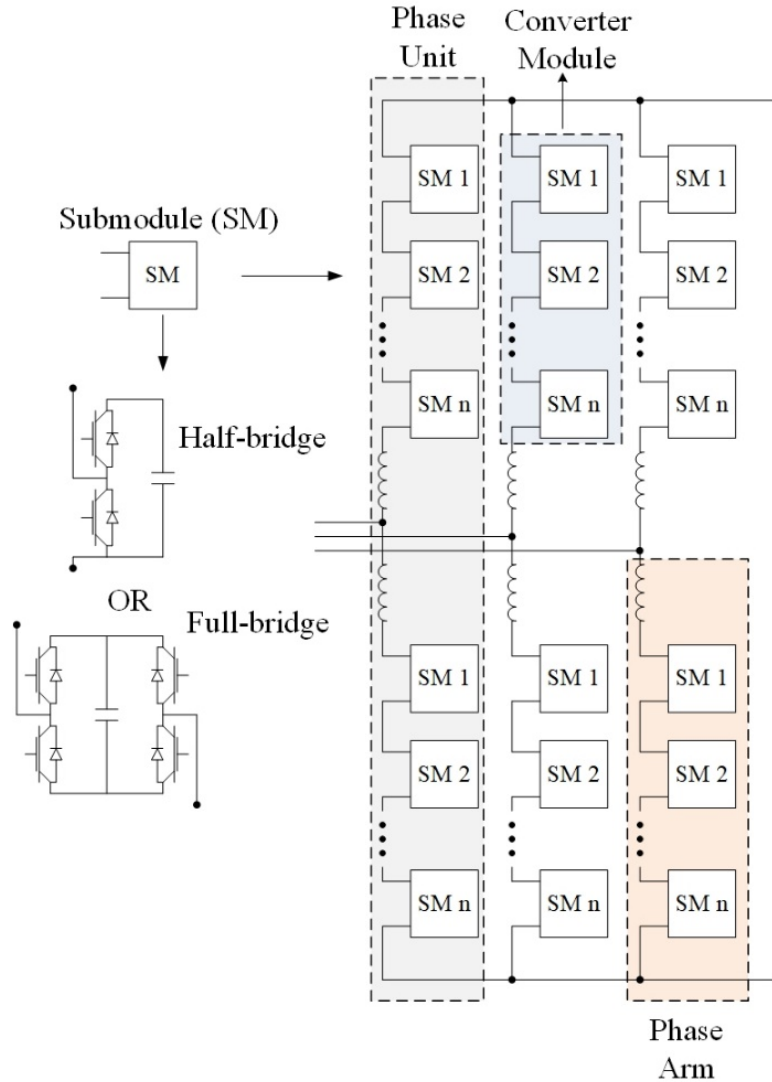 Phase
Unit
Converter
Module
Submodule (SM)
SM
Half-bridge
OR
Full-bridge
SM 1
SM 1
SM 1
SM 2
SM 2
SM 2
SM n
SM n
SM n
SM 1
SM 1
SM 1
SM 2
SM 2
SM 2
SM n
SM n
SM n
Phase
Arm